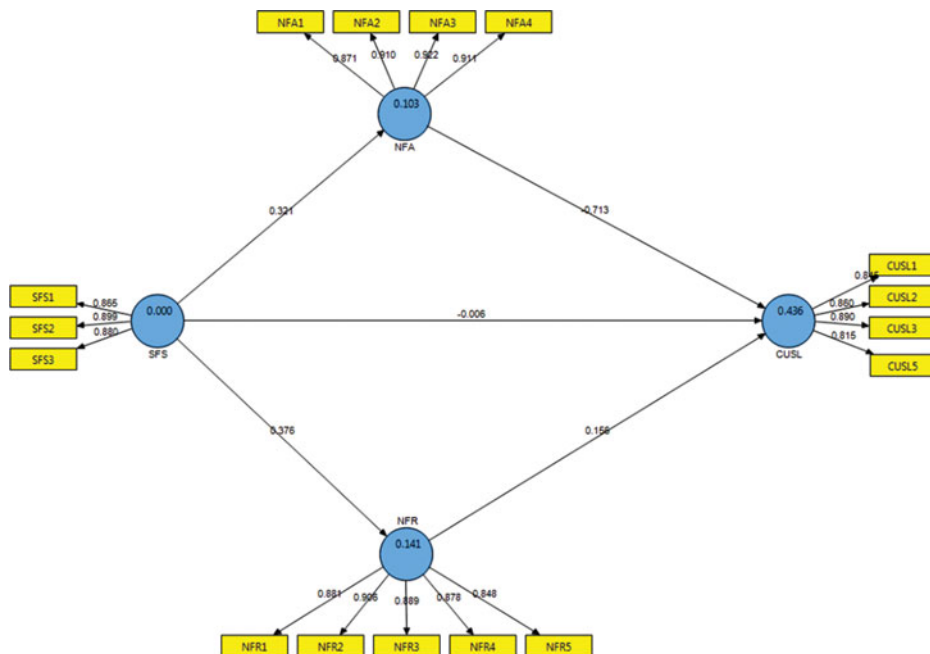 NFA1 NFA2 NFA3 NFA4
0.871 0.910 0.922 0.911
0.103
NFA
0.321 -0.713
SFS1 0.865
SFS2 0.899
SFS3 0.880
0.000
SFS
-0.006
0.436
CUSL
0.845 CUSL1
0.860 CUSL2
0.890 CUSL3
0.815 CUSL5
0.376 0.156
NFR
0.141
0.881 0.906 0.889 0.878 0.848
NFR1 NFR2 NFR3 NFR4 NFR5